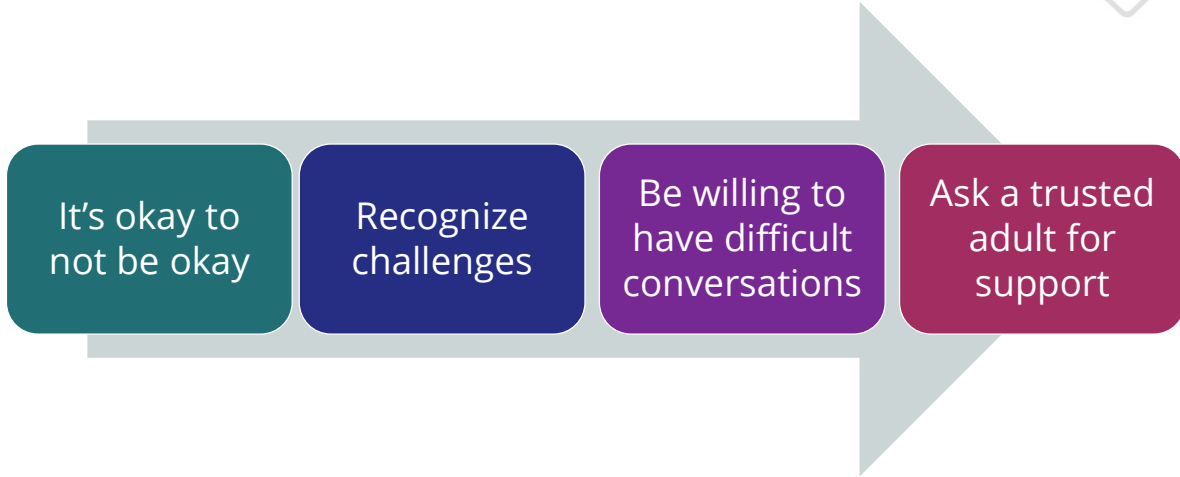 It’s okay to
not be okay
Recognize
challenges
Be willing to
have difficult
conversations
Ask a trusted
adult for
support